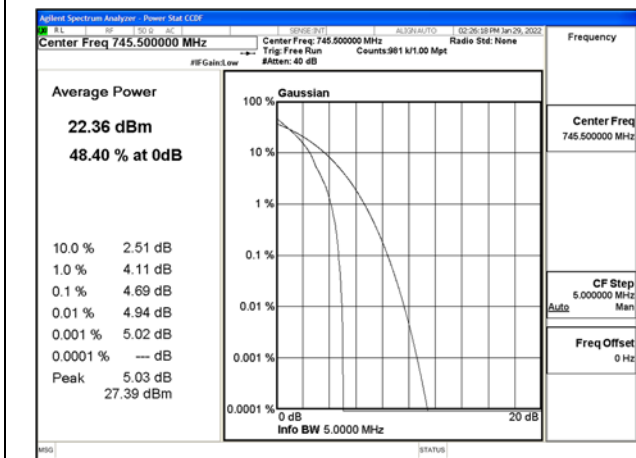 Agilent Spectrum Analyzer - Power Stat CCDF
RL RF 50 Ω AC SENSE:INT ALIGN AUTO 02:26:18 PM Jan 29, 2022
Center Freq 745.500000 MHz
Center Freq: 745.500000 MHz Radio Std: None
Trig: Free Run Counts:981 k/1.00 Mpt
#IFGain:Low #Atten: 40 dB
Frequency
Average Power
22.36 dBm
48.40 % at 0dB
10.0 % 2.51 dB
1.0 % 4.11 dB
0.1 % 4.69 dB
0.01 % 4.94 dB
0.001 % 5.02 dB
0.0001 % --- dB
Peak 5.03 dB
27.39 dBm
Gaussian
100 %
10 %
1 %
0.1 %
0.01 %
0.001 %
0.0001 %
0 dB 20 dB
Info BW 5.0000 MHz
Center Freq
745.500000 MHz
CF Step
5.000000 MHz
Auto Man
Freq Offset
0 Hz
MSG STATUS